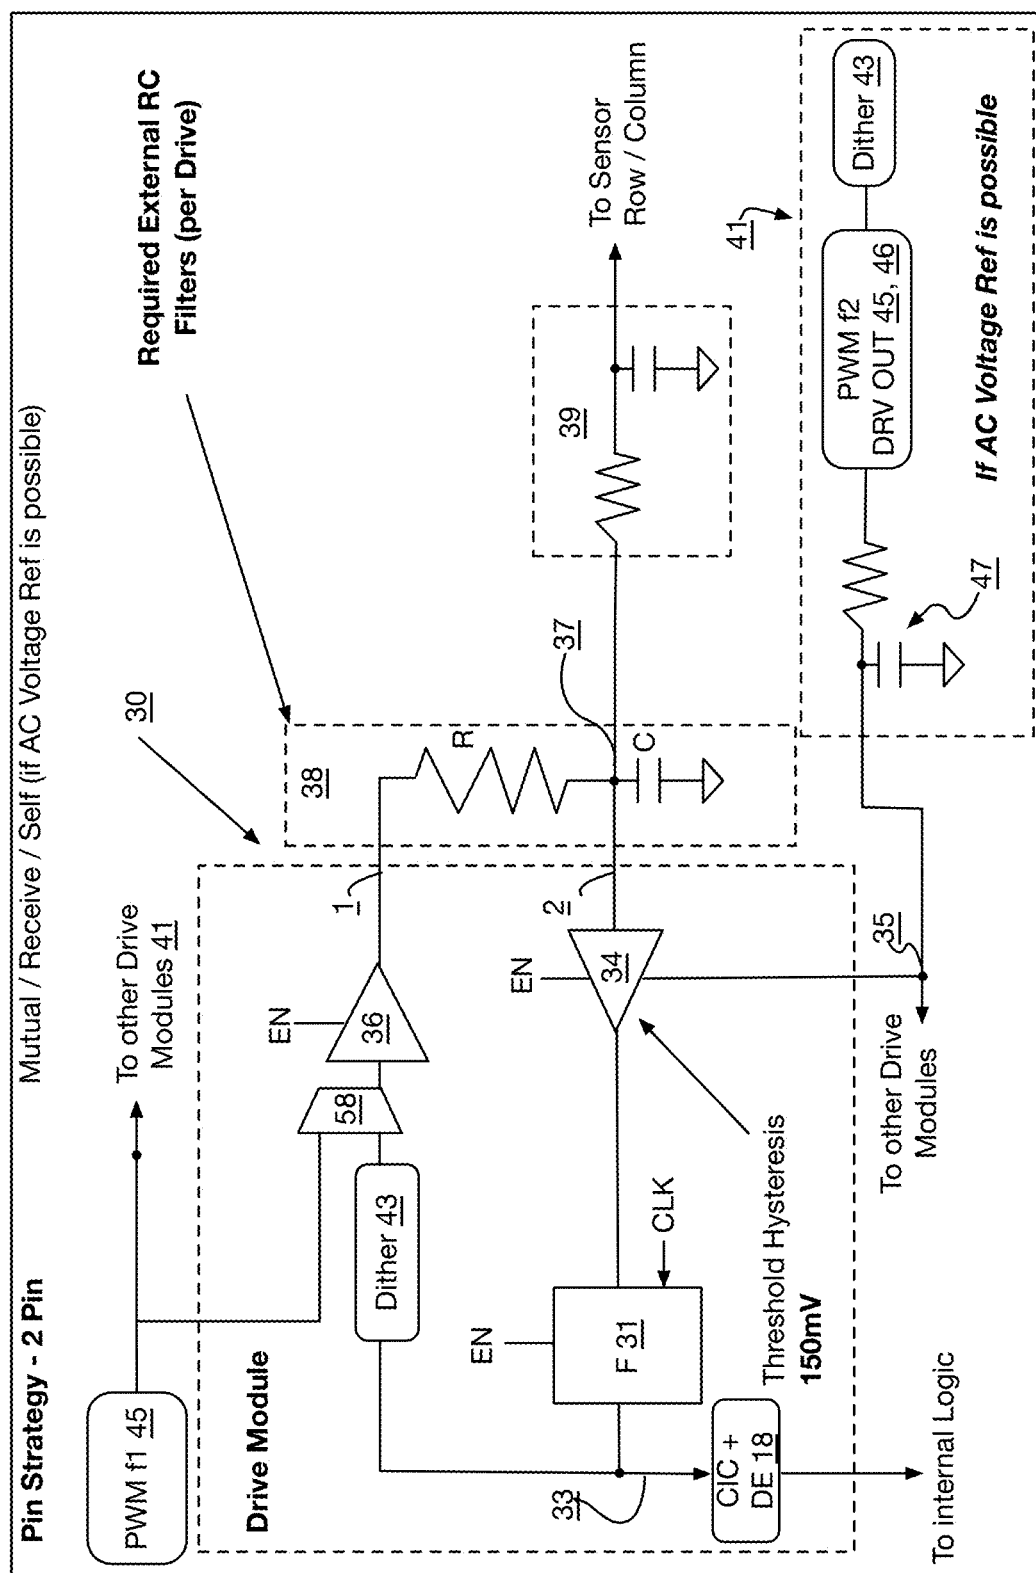 Pin Strategy - 2 Pin
Mutual / Receive / Self (if AC Voltage Ref is possible)
PWM f1 45
To other Drive
Modules 41
30
Required External RC
Filters (per Drive)
Drive Module
EN
58
36
1
38
R
Dither 43
37
39
To Sensor
Row / Column
EN
F 31
CLK
EN
34
2
C
33
CIC +
DE 18
Threshold Hysteresis
150mV
To internal Logic
To other Drive
Modules
35
41
47
PWM f2
DRV OUT 45, 46
Dither 43
If AC Voltage Ref is possible